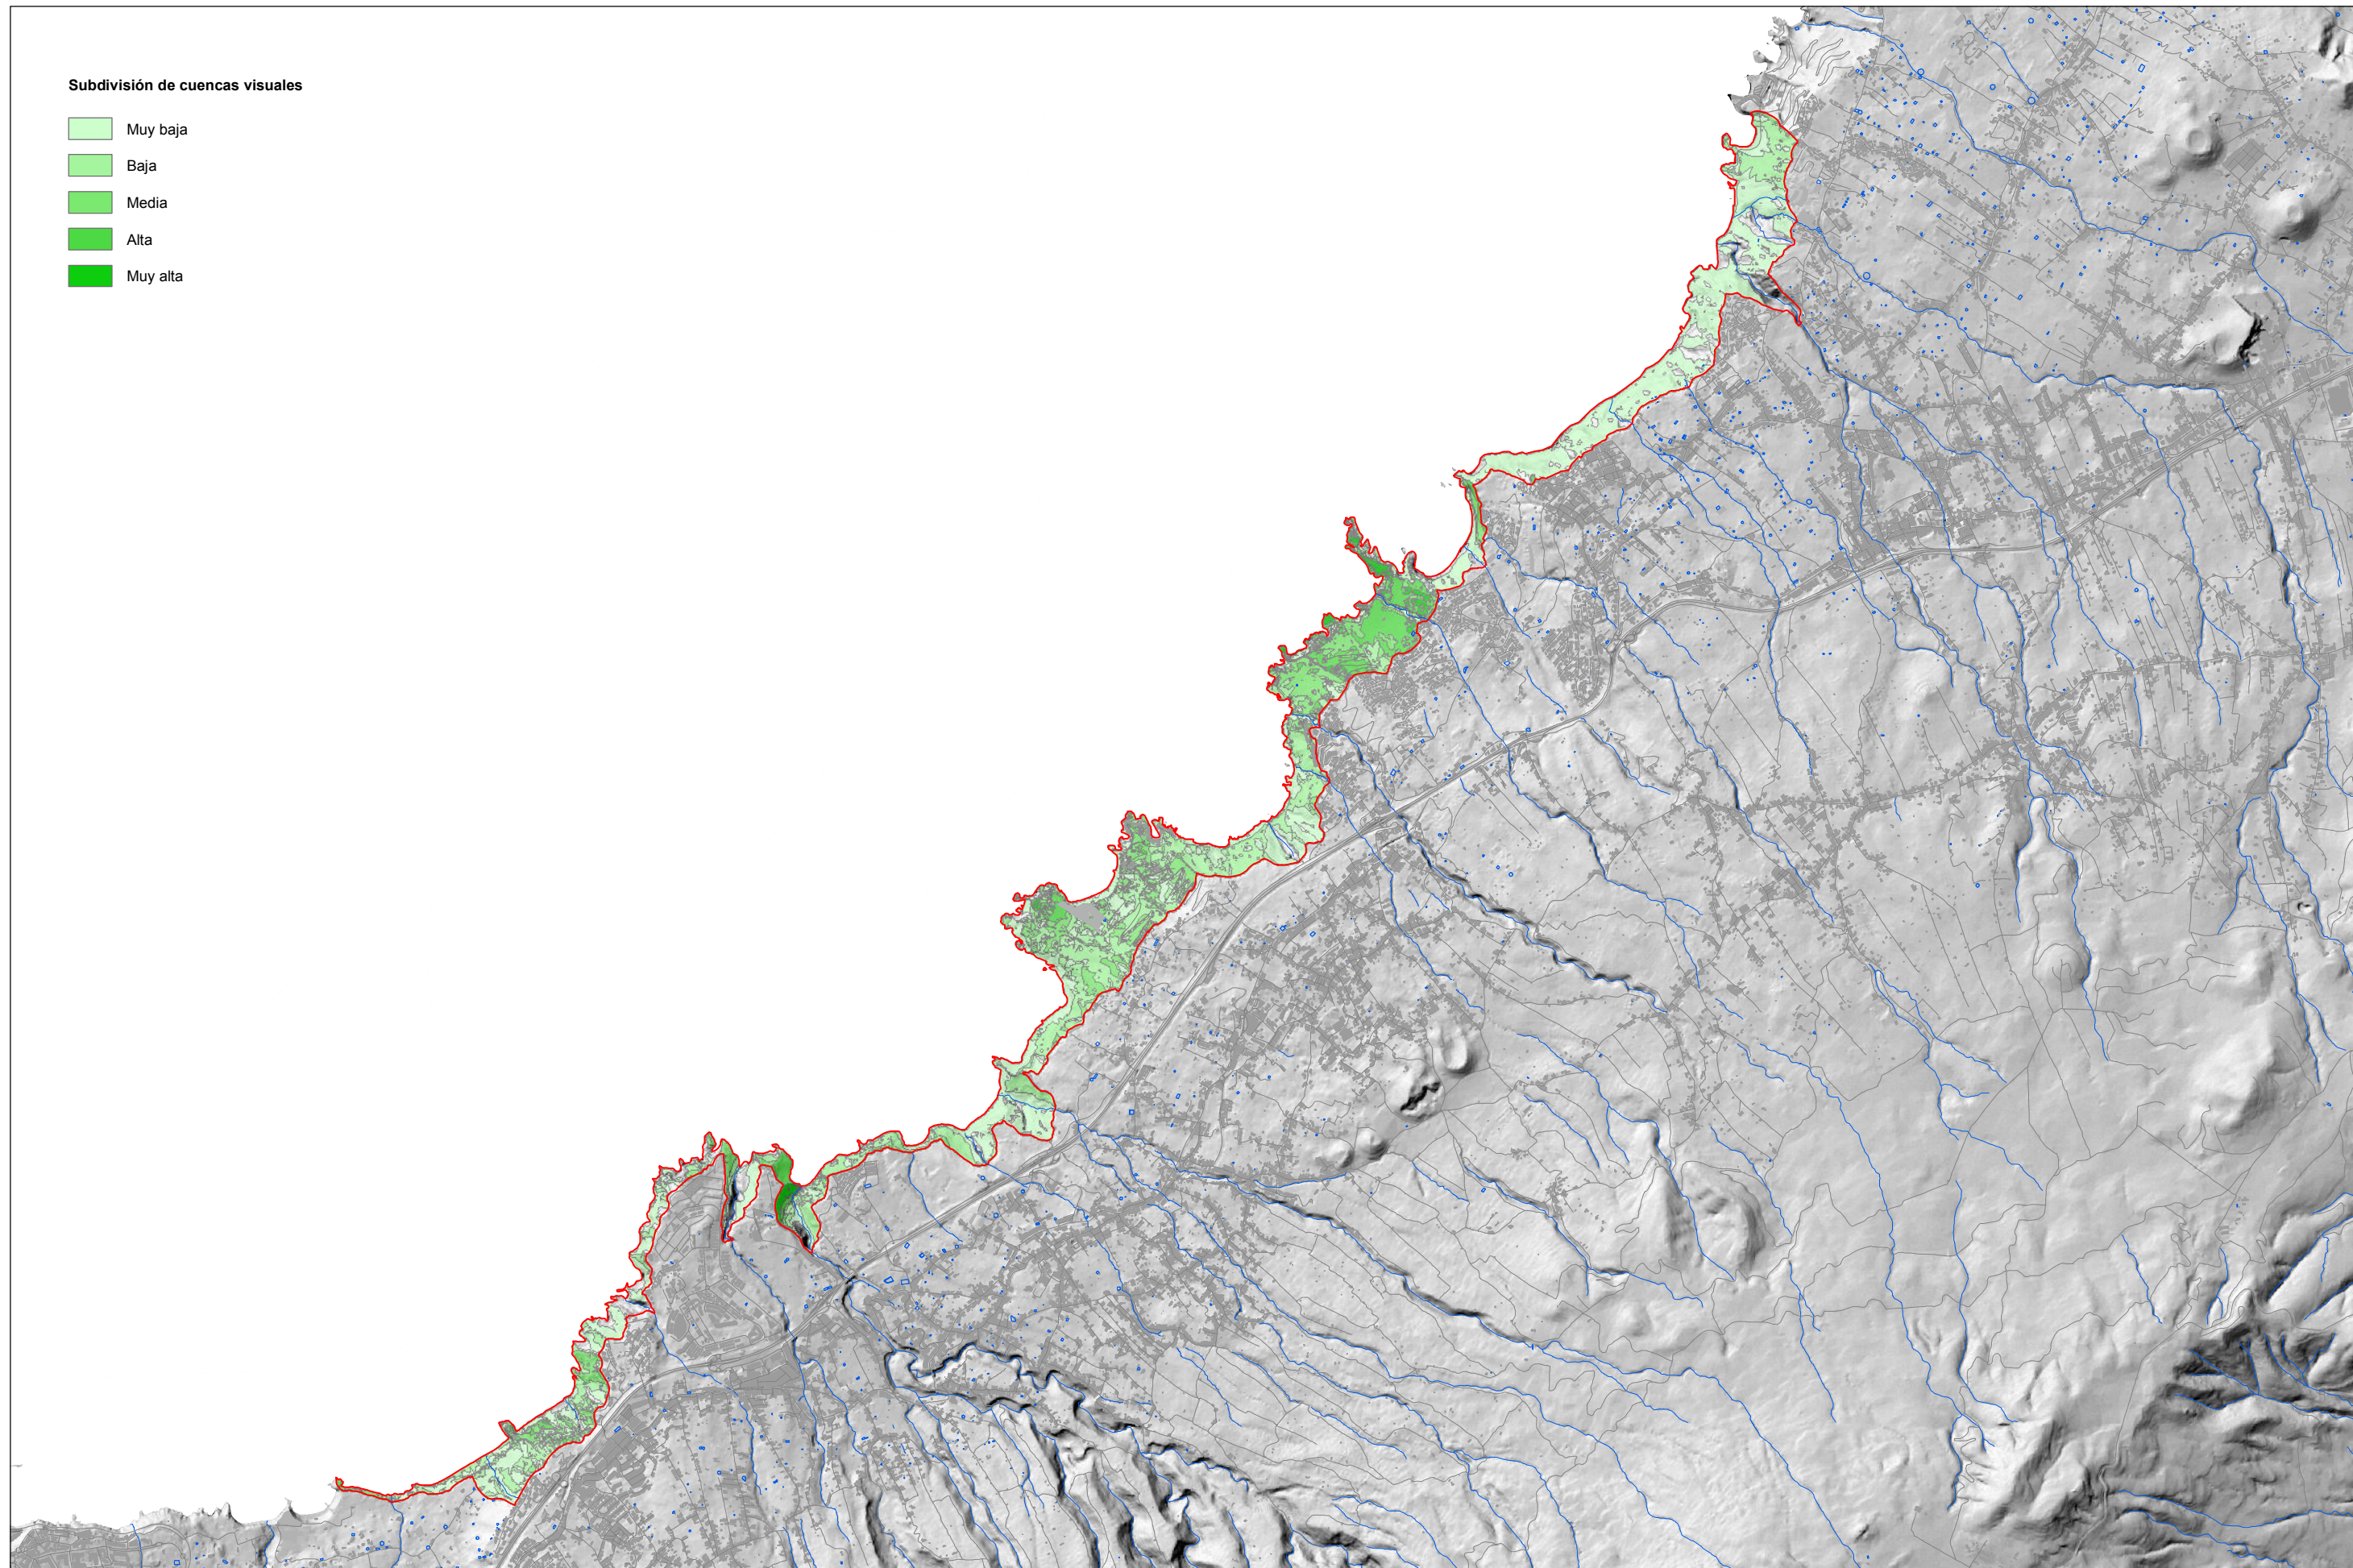 Subdivisión de cuencas visuales
Muy baja
Baja
Media
Alta
Muy alta